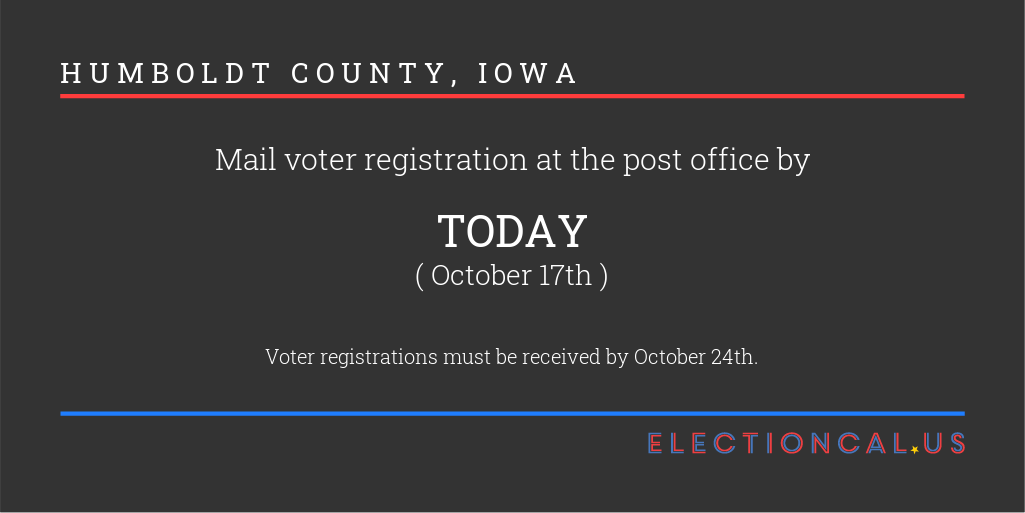 HUMBOLDT COUNTY, IOWA
Mail voter registration at the post office by
TODAY
( October 17th )
Voter registrations must be received by October 24th.
ELECTIONCAL.US